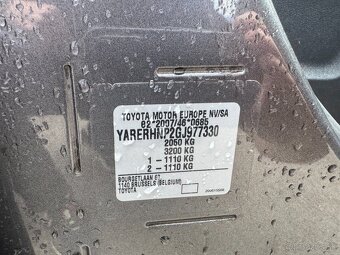 TOYOTA MOTOR EUROPE NV/SA
e2*2007/46*0685
YARERHNP2GJ977330
2050 KG
3200 KG
1 - 1110 KG
2 - 1110 KG
BOURGETLAAN 60
1140 BRUSSELS (BELGIUM)
TOYOTA